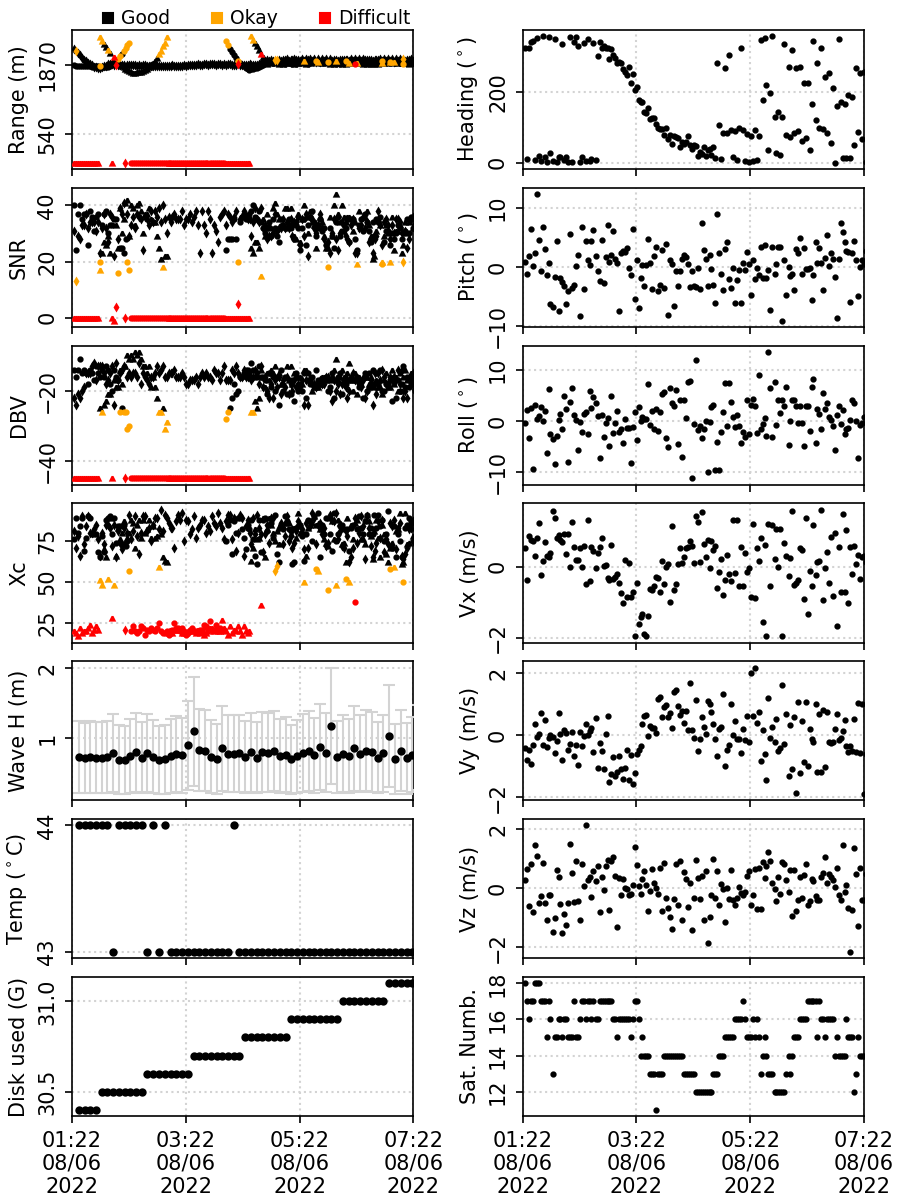 Good Okay Difficult
Range (m)
1870
540
Heading (°)
200
0
SNR
40
20
0
Pitch (°)
10
0
−10
DBV
−20
−40
Roll (°)
10
0
−10
Xc
75
50
25
Vx (m/s)
0
−2
Wave H (m)
2
1
Vy (m/s)
2
0
−2
Temp (°C)
44
43
Vz (m/s)
2
0
−2
Disk used (G)
31.0
30.5
Sat. Numb.
18
16
14
12
01:22 03:22 05:22 07:22
08/06 08/06 08/06 08/06
2022 2022 2022 2022
01:22 03:22 05:22 07:22
08/06 08/06 08/06 08/06
2022 2022 2022 2022